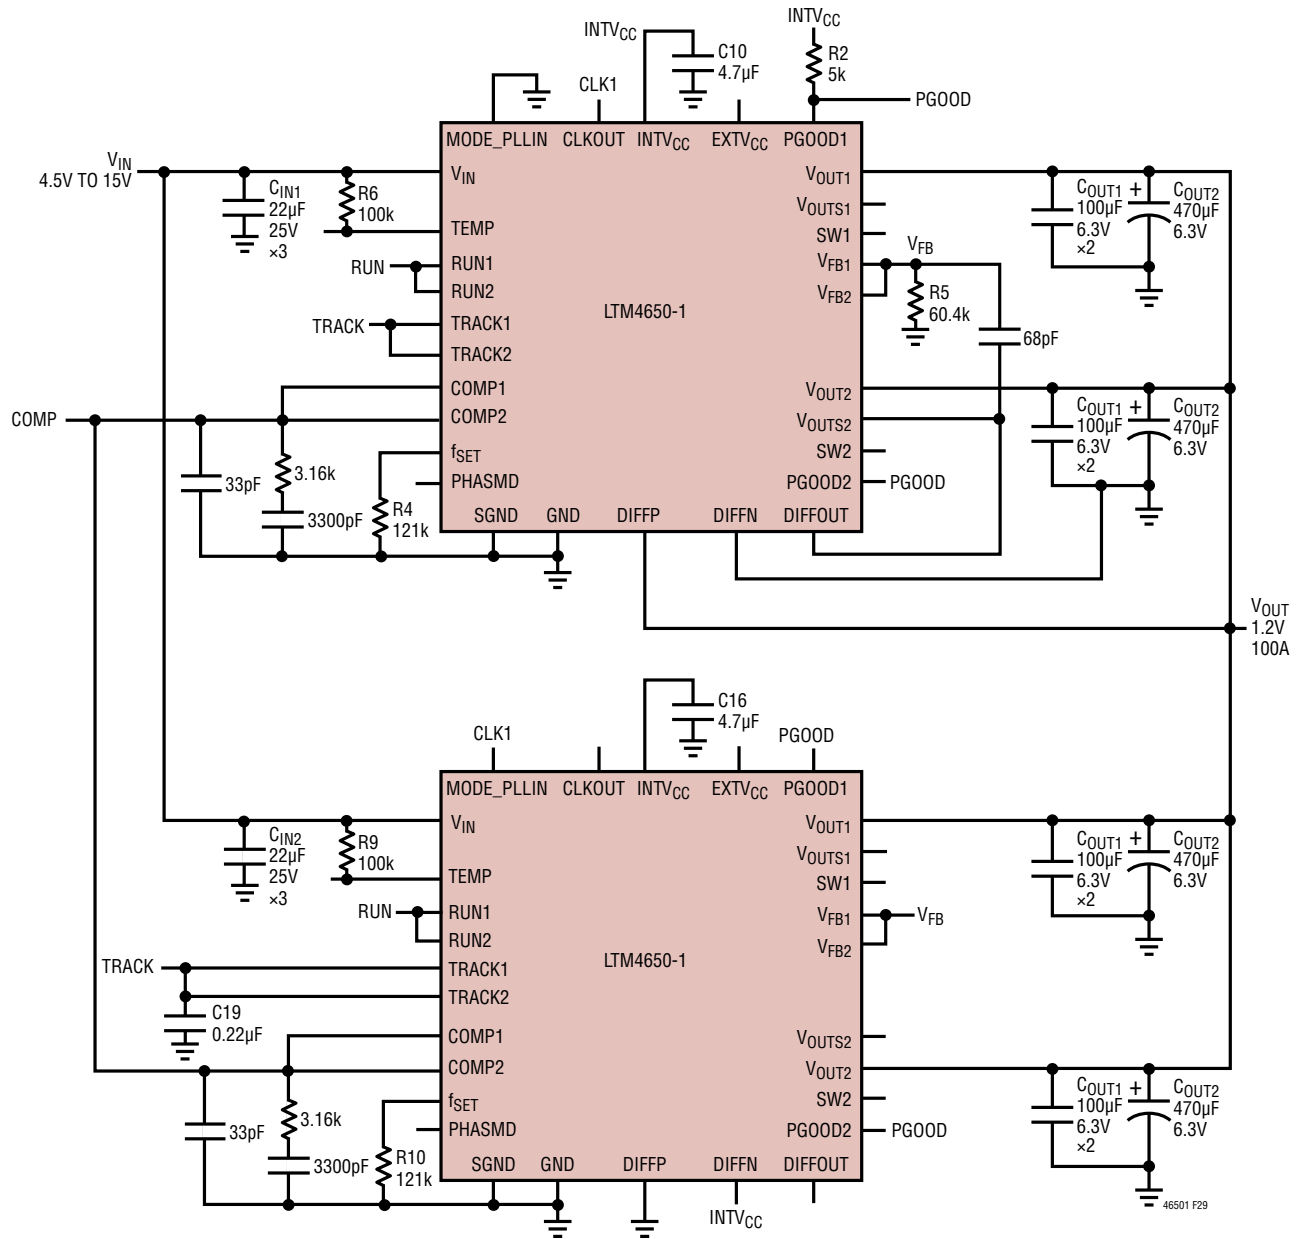 INTVCC
C10
4.7µF
CLK1
INTVCC
R2
5k
PGOOD
MODE_PLLIN CLKOUT INTVCC EXTVCC PGOOD1
VIN
4.5V TO 15V
CIN1
22µF
25V
×3
R6
100k
VIN
TEMP
RUN
RUN1
RUN2
TRACK
TRACK1
TRACK2
COMP1
COMP
COMP2
fSET
PHASMD
33pF
3.16k
3300pF
R4
121k
LTM4650-1
VOUT1
VOUTS1
SW1
VFB1
VFB2
VFB
R5
60.4k
68pF
VOUT2
VOUTS2
SW2
PGOOD2
PGOOD
SGND GND DIFFP DIFFN DIFFOUT
COUT1
100µF
6.3V
×2
+
COUT2
470µF
6.3V
COUT1
100µF
6.3V
×2
+
COUT2
470µF
6.3V
VOUT
1.2V
100A
CLK1
C16
4.7µF
PGOOD
MODE_PLLIN CLKOUT INTVCC EXTVCC PGOOD1
CIN2
22µF
25V
×3
R9
100k
VIN
TEMP
RUN
RUN1
RUN2
TRACK
TRACK1
TRACK2
C19
0.22µF
COMP1
COMP2
fSET
PHASMD
33pF
3.16k
3300pF
R10
121k
LTM4650-1
VOUT1
VOUTS1
SW1
VFB1
VFB2
VFB
VOUTS2
VOUT2
SW2
PGOOD2
PGOOD
SGND GND DIFFP DIFFN DIFFOUT
INTVCC
COUT1
100µF
6.3V
×2
+
COUT2
470µF
6.3V
COUT1
100µF
6.3V
×2
+
COUT2
470µF
6.3V
46501 F29